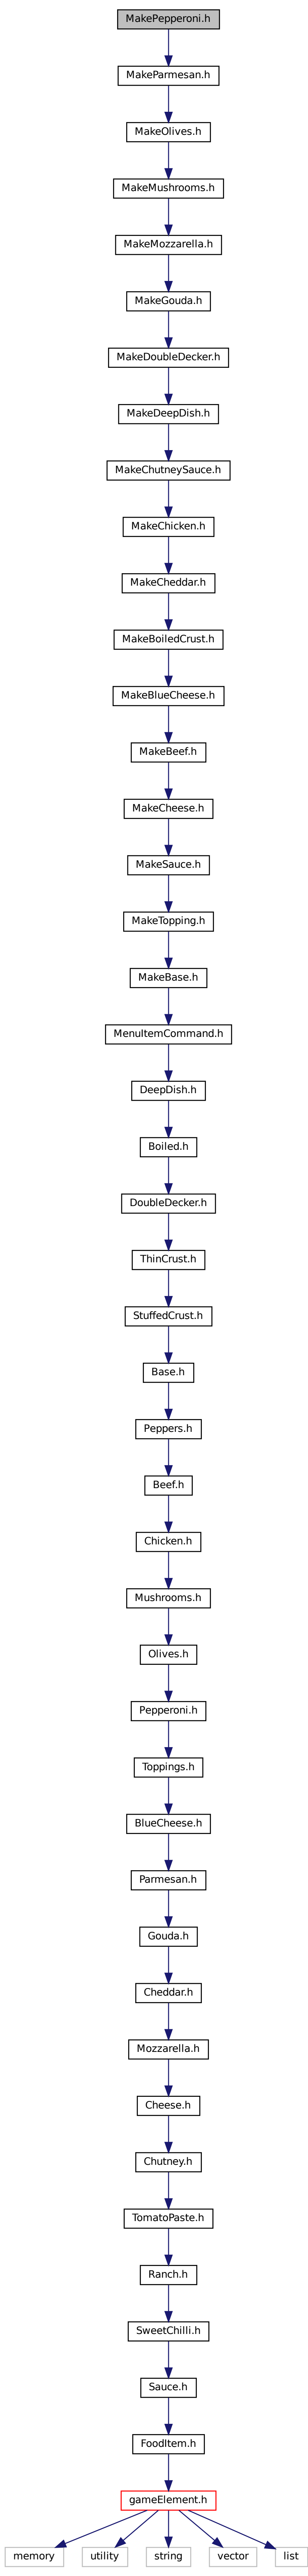 MakePepperoni.h
MakeParmesan.h
MakeOlives.h
MakeMushrooms.h
MakeMozzarella.h
MakeGouda.h
MakeDoubleDecker.h
MakeDeepDish.h
MakeChutneySauce.h
MakeChicken.h
MakeCheddar.h
MakeBoiledCrust.h
MakeBlueCheese.h
MakeBeef.h
MakeCheese.h
MakeSauce.h
MakeTopping.h
MakeBase.h
MenuItemCommand.h
DeepDish.h
Boiled.h
DoubleDecker.h
ThinCrust.h
StuffedCrust.h
Base.h
Peppers.h
Beef.h
Chicken.h
Mushrooms.h
Olives.h
Pepperoni.h
Toppings.h
BlueCheese.h
Parmesan.h
Gouda.h
Cheddar.h
Mozzarella.h
Cheese.h
Chutney.h
TomatoPaste.h
Ranch.h
SweetChilli.h
Sauce.h
FoodItem.h
gameElement.h
memory utility string vector list